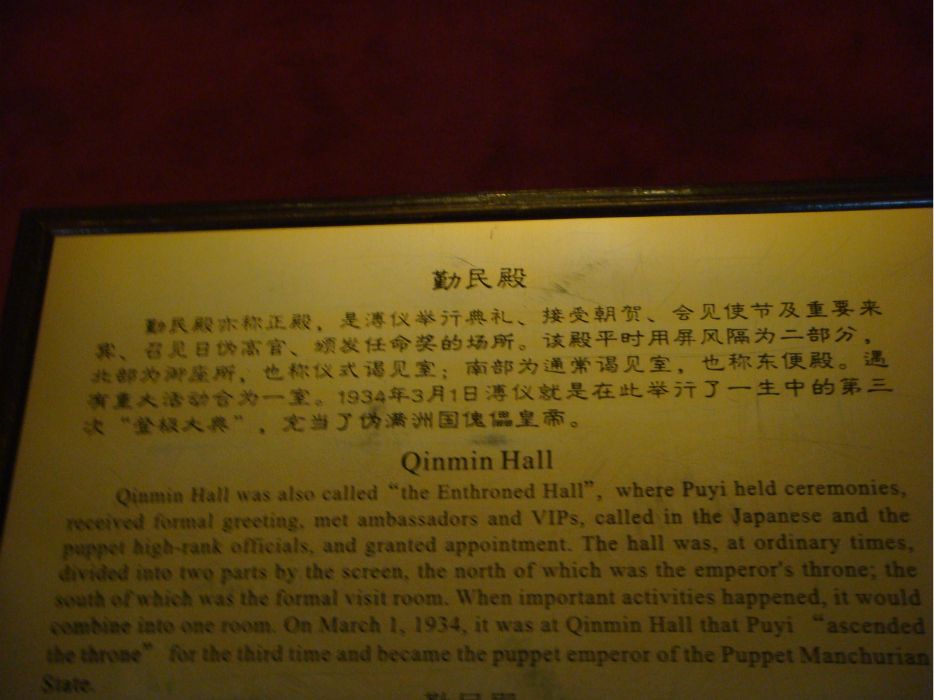 勤民殿
勤民殿亦称正殿，是溥仪举行典礼、接受朝贺、会见使节及重要来
宾、召见日伪高官、颁发任命奖的场所。该殿平时用屏风隔为二部分，
北部为御座所，也称仪式谒见室；南部为通常谒见室，也称东便殿。遇
有重大活动合为一室。1934年3月1日溥仪就是在此举行了一生中的第三
次“登极大典”，充当了伪满洲国傀儡皇帝。
Qinmin Hall
Qinmin Hall was also called “the Enthroned Hall”, where Puyi held ceremonies,
received formal greeting, met ambassadors and VIPs, called in the Japanese and the
puppet high-rank officials, and granted appointment. The hall was, at ordinary times,
divided into two parts by the screen, the north of which was the emperor's throne; the
south of which was the formal visit room. When important activities happened, it would
combine into one room. On March 1, 1934, it was at Qinmin Hall that Puyi “ascended
the throne” for the third time and became the puppet emperor of the Puppet Manchurian
State.
勤民殿